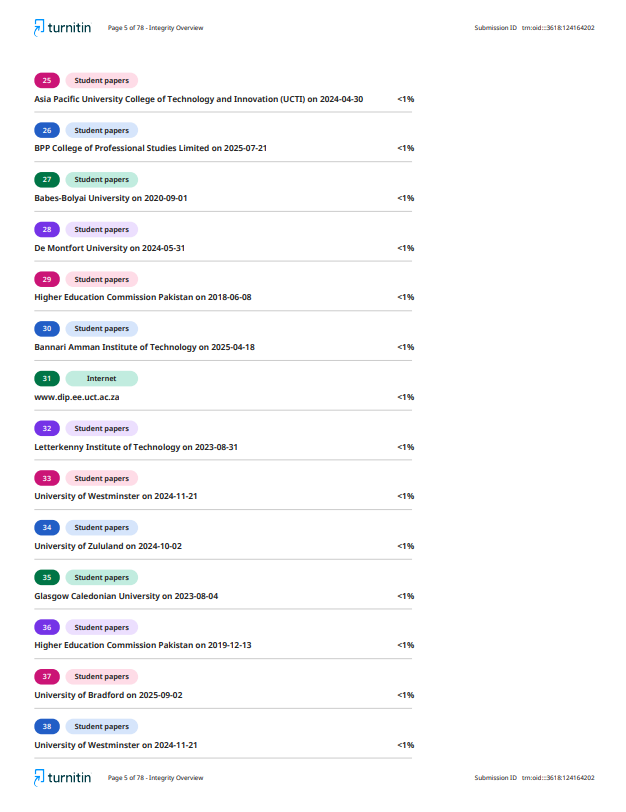 turnitin Page 5 of 78 - Integrity Overview Submission ID trn:oid:::3618:124164202
25 Student papers
Asia Pacific University College of Technology and Innovation (UCTI) on 2024-04-30 <1%
26 Student papers
BPP College of Professional Studies Limited on 2025-07-21 <1%
27 Student papers
Babes-Bolyai University on 2020-09-01 <1%
28 Student papers
De Montfort University on 2024-05-31 <1%
29 Student papers
Higher Education Commission Pakistan on 2018-06-08 <1%
30 Student papers
Bannari Amman Institute of Technology on 2025-04-18 <1%
31 Internet
www.dip.ee.uct.ac.za <1%
32 Student papers
Letterkenny Institute of Technology on 2023-08-31 <1%
33 Student papers
University of Westminster on 2024-11-21 <1%
34 Student papers
University of Zululand on 2024-10-02 <1%
35 Student papers
Glasgow Caledonian University on 2023-08-04 <1%
36 Student papers
Higher Education Commission Pakistan on 2019-12-13 <1%
37 Student papers
University of Bradford on 2025-09-02 <1%
38 Student papers
University of Westminster on 2024-11-21 <1%
turnitin Page 5 of 78 - Integrity Overview Submission ID trn:oid:::3618:124164202